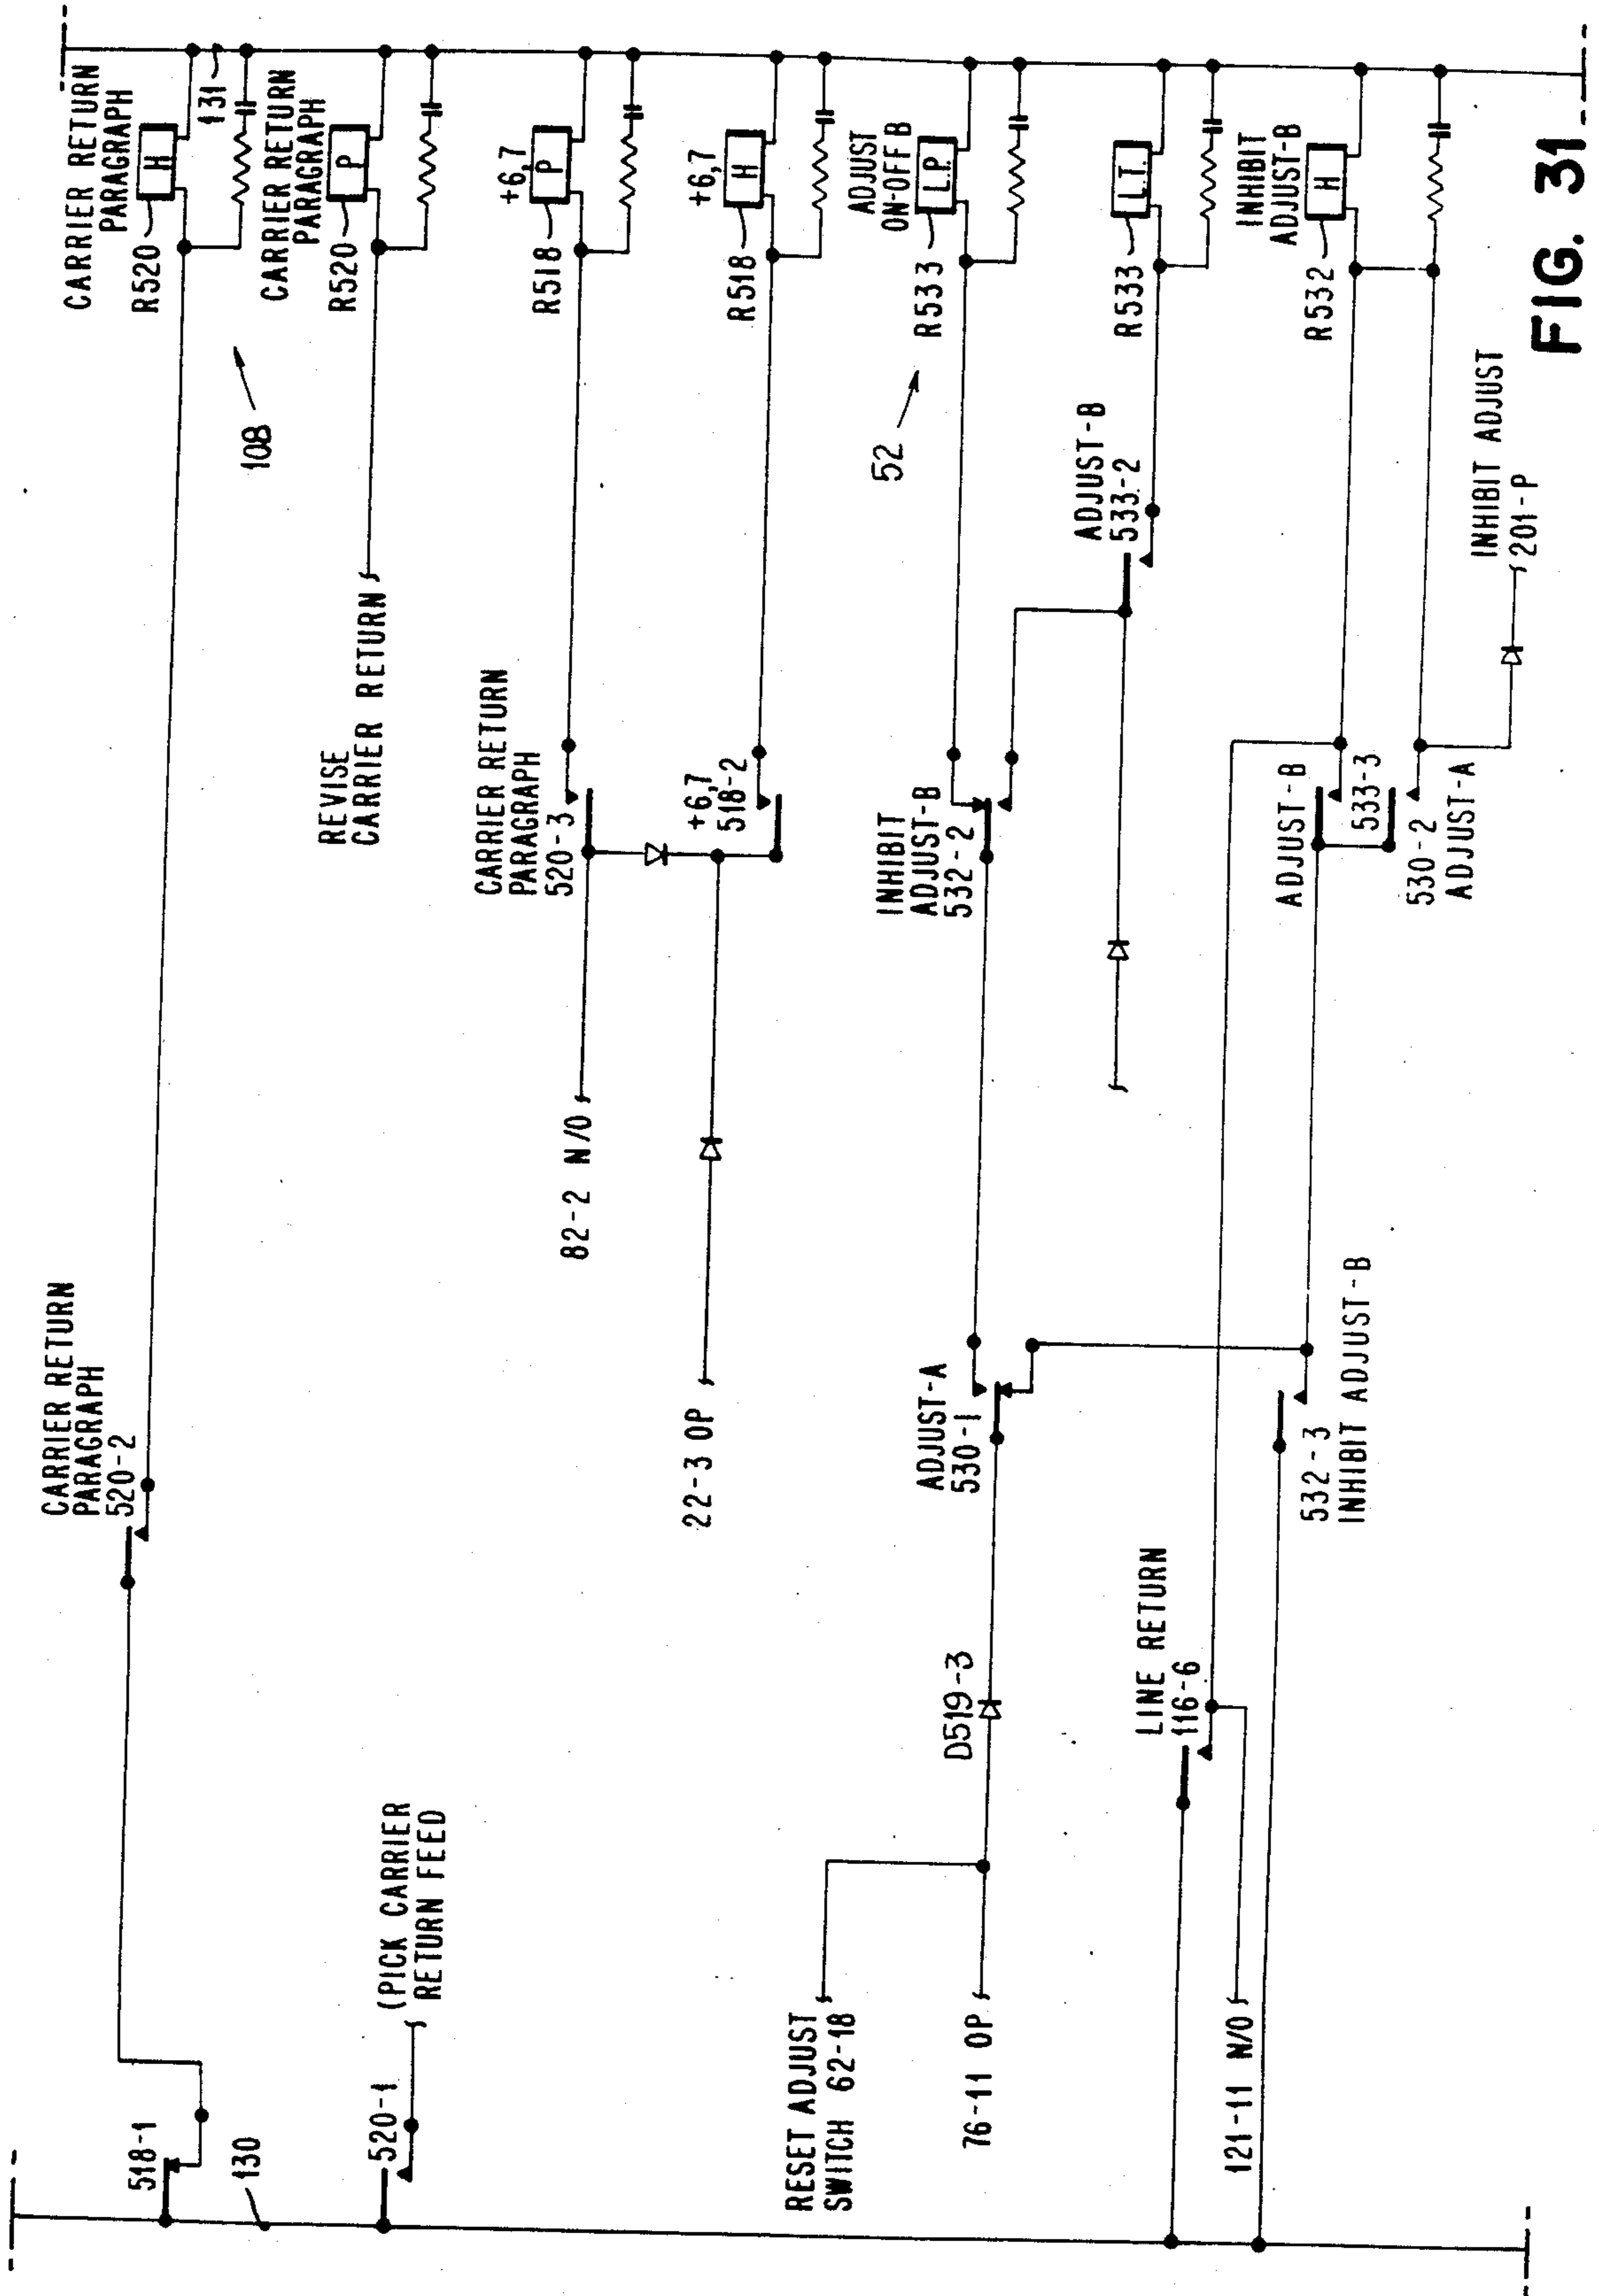 CARRIER RETURN
PARAGRAPH
R520
H
131
CARRIER RETURN
PARAGRAPH
R520
P
108
+6,7
R518
P
+6,7
R518
H
ADJUST
ON-OFF B
R533
L.P.
52
R533
L.T.
INHIBIT
ADJUST-B
R532
H
REVISE
CARRIER RETURN
CARRIER RETURN
PARAGRAPH
520-3
+6,7
518-2
INHIBIT
ADJUST-B
532-2
ADJUST-B
533-2
INHIBIT ADJUST
201-P
ADJUST-B
533-3
530-2
ADJUST-A
82-2 N/O
22-3 OP
CARRIER RETURN
PARAGRAPH
520-2
ADJUST-A
530-1
532-3
INHIBIT ADJUST-B
D519-3
LINE RETURN
116-6
518-1
130
520-1
(PICK CARRIER
RETURN FEED
RESET ADJUST
SWITCH 62-18
76-11 OP
121-11 N/O
FIG. 31